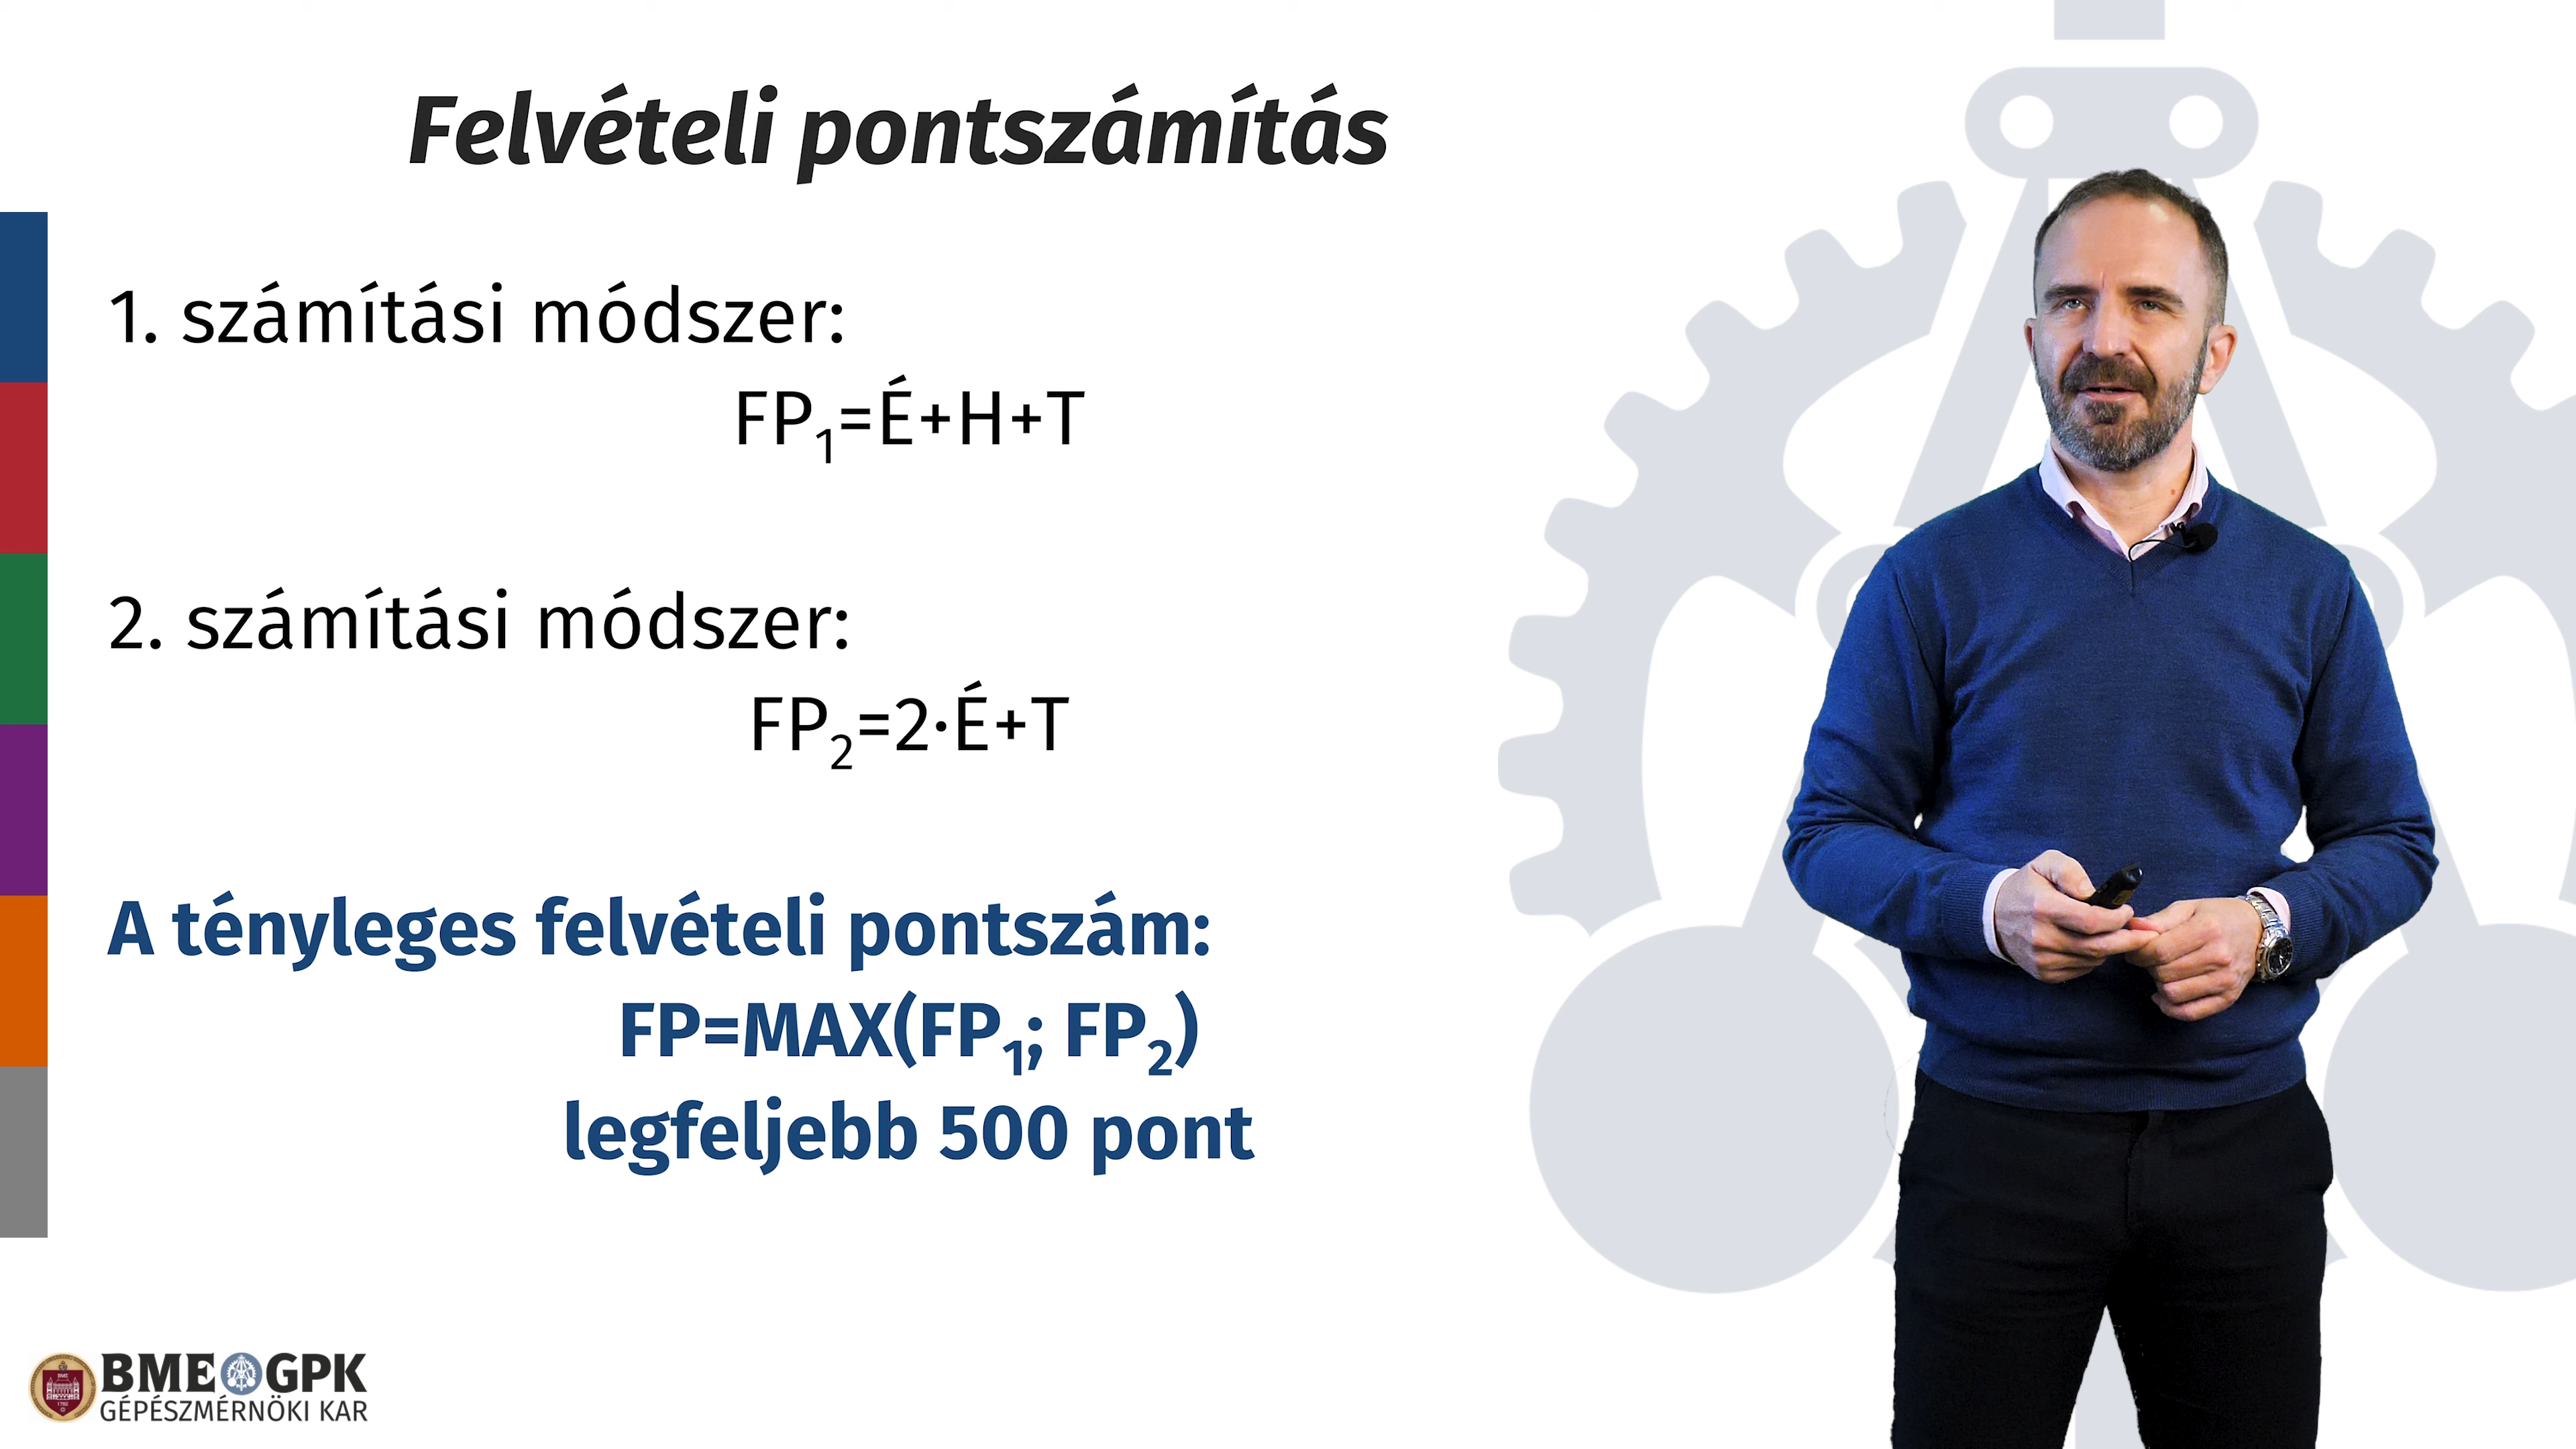 Felvételi pontszámítás
1. számítási módszer:
FP₁=É+H+T
2. számítási módszer:
FP₂=2·É+T
A tényleges felvételi pontszám:
FP=MAX(FP₁; FP₂)
legfeljebb 500 pont
BME GPK
GÉPÉSZMÉRNÖKI KAR